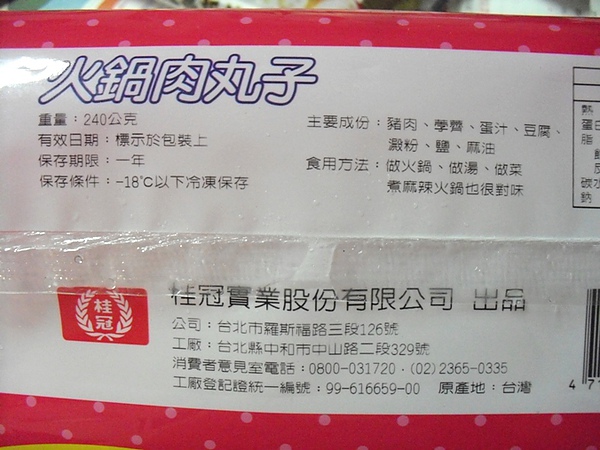 火鍋肉丸子
重量：240公克
有效日期：標示於包裝上
保存期限：一年
保存條件：-18℃以下冷凍保存
主要成份：豬肉、荸薺、蛋汁、豆腐、
澱粉、鹽、麻油
食用方法：做火鍋、做湯、做菜
煮麻辣火鍋也很對味
熱
蛋白
脂
碳水
鈉
桂冠
桂冠實業股份有限公司 出品
公司：台北市羅斯福路三段126號
工廠：台北縣中和市中山路二段329號
消費者意見室電話：0800-031720．(02)2365-0335
工廠登記證統一編號：99-616659-00 原產地：台灣